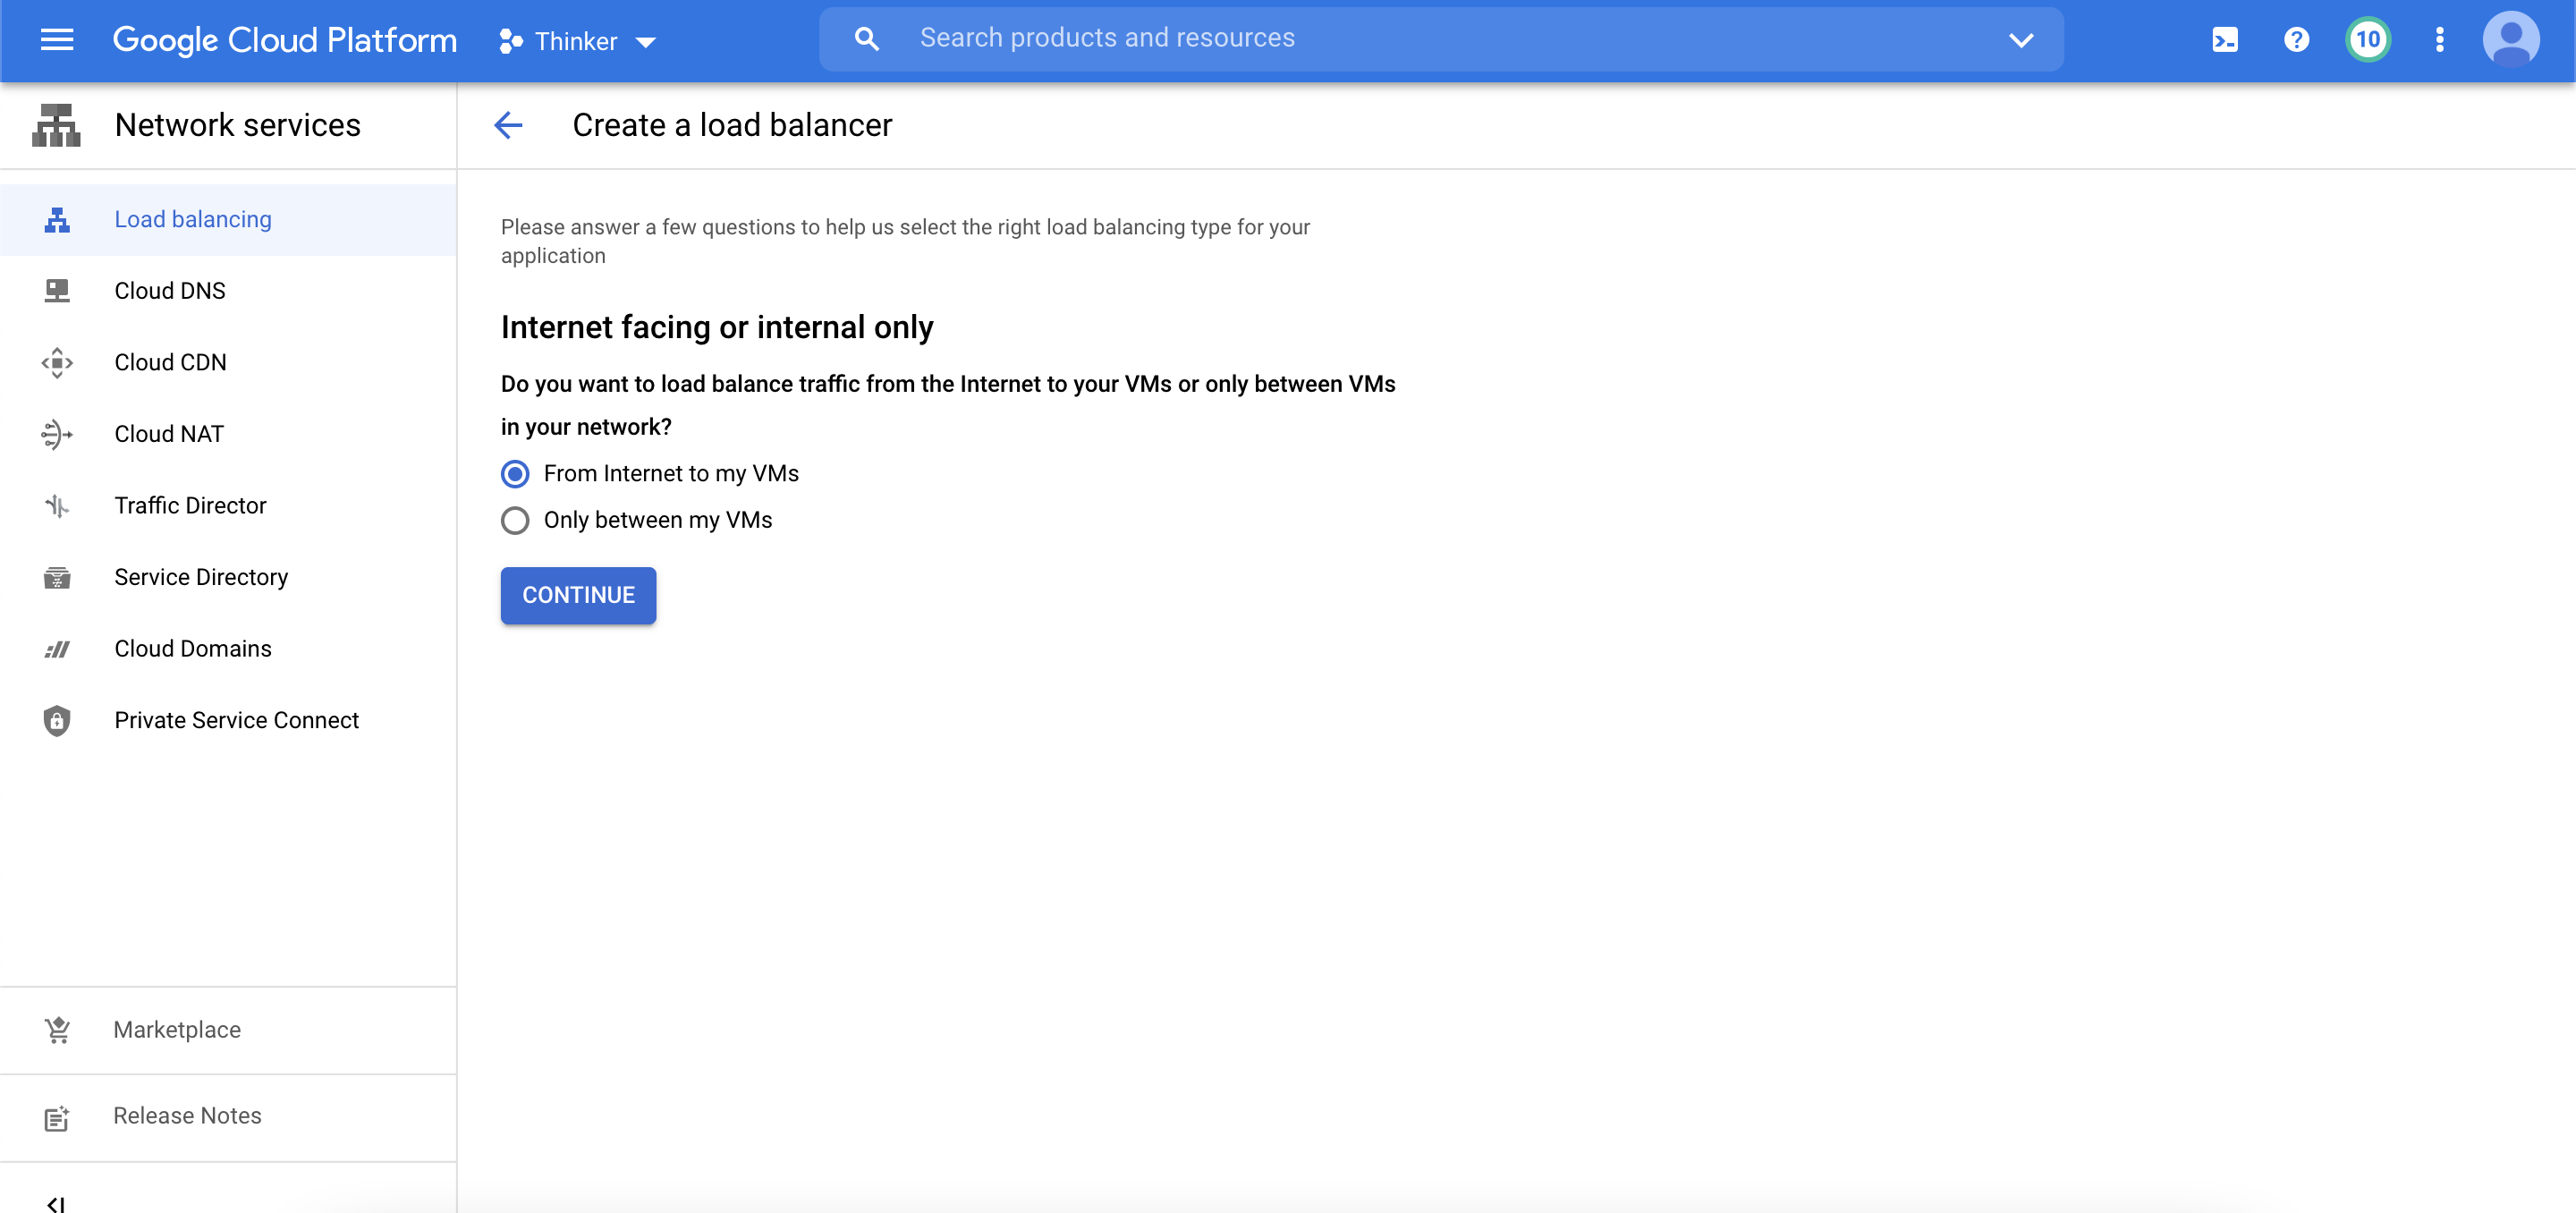 Google Cloud Platform
Thinker
Search products and resources
10
Network services
Create a load balancer
Load balancing
Cloud DNS
Cloud CDN
Cloud NAT
Traffic Director
Service Directory
Cloud Domains
Private Service Connect
Marketplace
Release Notes
Please answer a few questions to help us select the right load balancing type for your
application
Internet facing or internal only
Do you want to load balance traffic from the Internet to your VMs or only between VMs
in your network?
From Internet to my VMs
Only between my VMs
CONTINUE